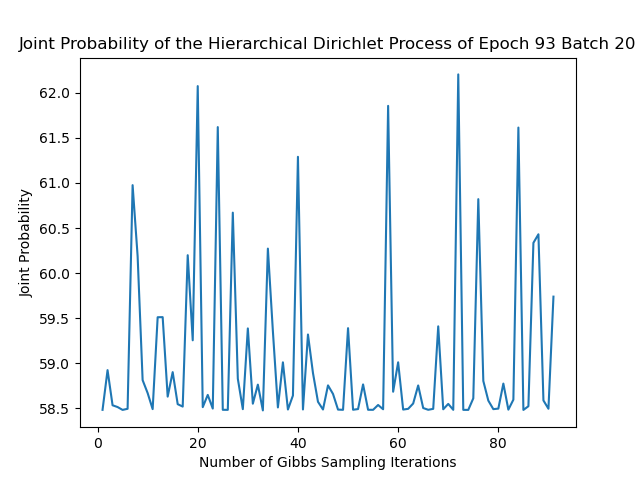 Joint Probability of the Hierarchical Dirichlet Process of Epoch 93 Batch 20
62.0
61.5
61.0
60.5
60.0
59.5
59.0
58.5
Joint Probability
0 20 40 60 80
Number of Gibbs Sampling Iterations